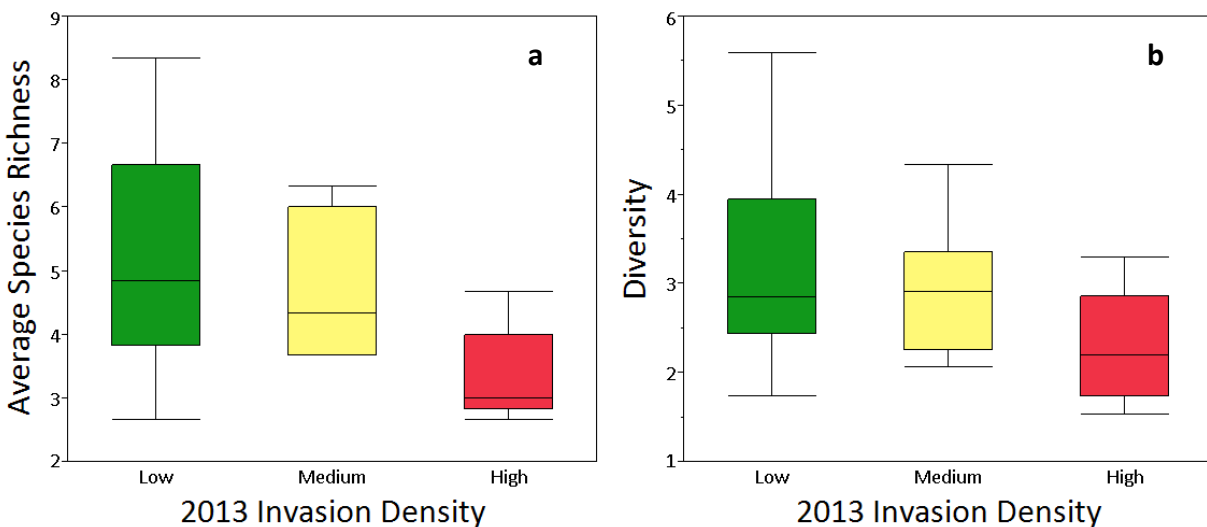 a
Average Species Richness
9
8
7
6
5
4
3
2
Low Medium High
2013 Invasion Density
b
Diversity
6
5
4
3
2
1
Low Medium High
2013 Invasion Density